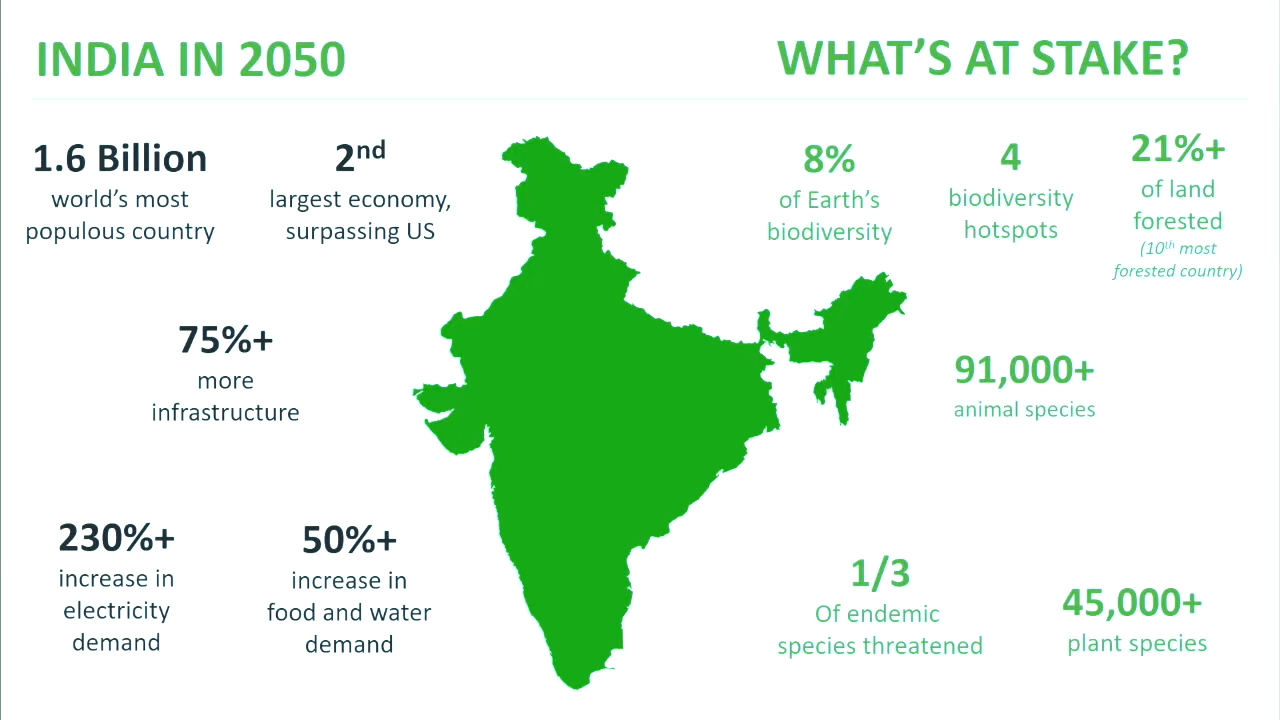 INDIA IN 2050
WHAT'S AT STAKE?
1.6 Billion
world's most
populous country
2nd
largest economy,
surpassing US
75%+
more
infrastructure
230%+
increase in
electricity
demand
50%+
increase in
food and water
demand
8%
of Earth's
biodiversity
4
biodiversity
hotspots
21%+
of land
forested
(10th most
forested country)
91,000+
animal species
1/3
Of endemic
species threatened
45,000+
plant species